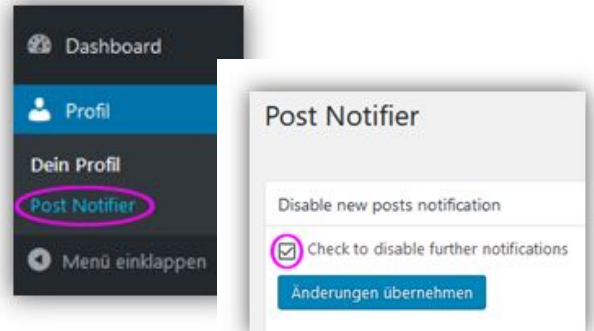 Dashboard
Profil
Dein Profil
Post Notifier
Menü einklappen
Post Notifier
Disable new posts notification
Check to disable further notifications
Änderungen übernehmen